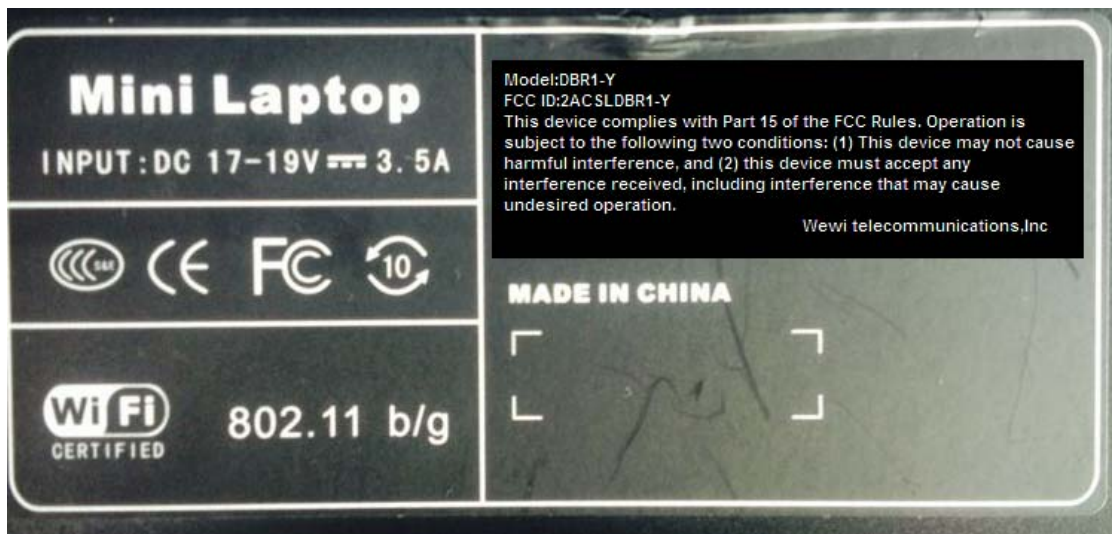 Mini Laptop
INPUT:DC 17-19V 3.5A
S&E CE FC 10
Wi Fi
CERTIFIED
802.11 b/g
Model:DBR1-Y
FCC ID:2ACSLDBR1-Y
This device complies with Part 15 of the FCC Rules. Operation is
subject to the following two conditions: (1) This device may not cause
harmful interference, and (2) this device must accept any
interference received, including interference that may cause
undesired operation.
Wewi telecommunications,Inc
MADE IN CHINA